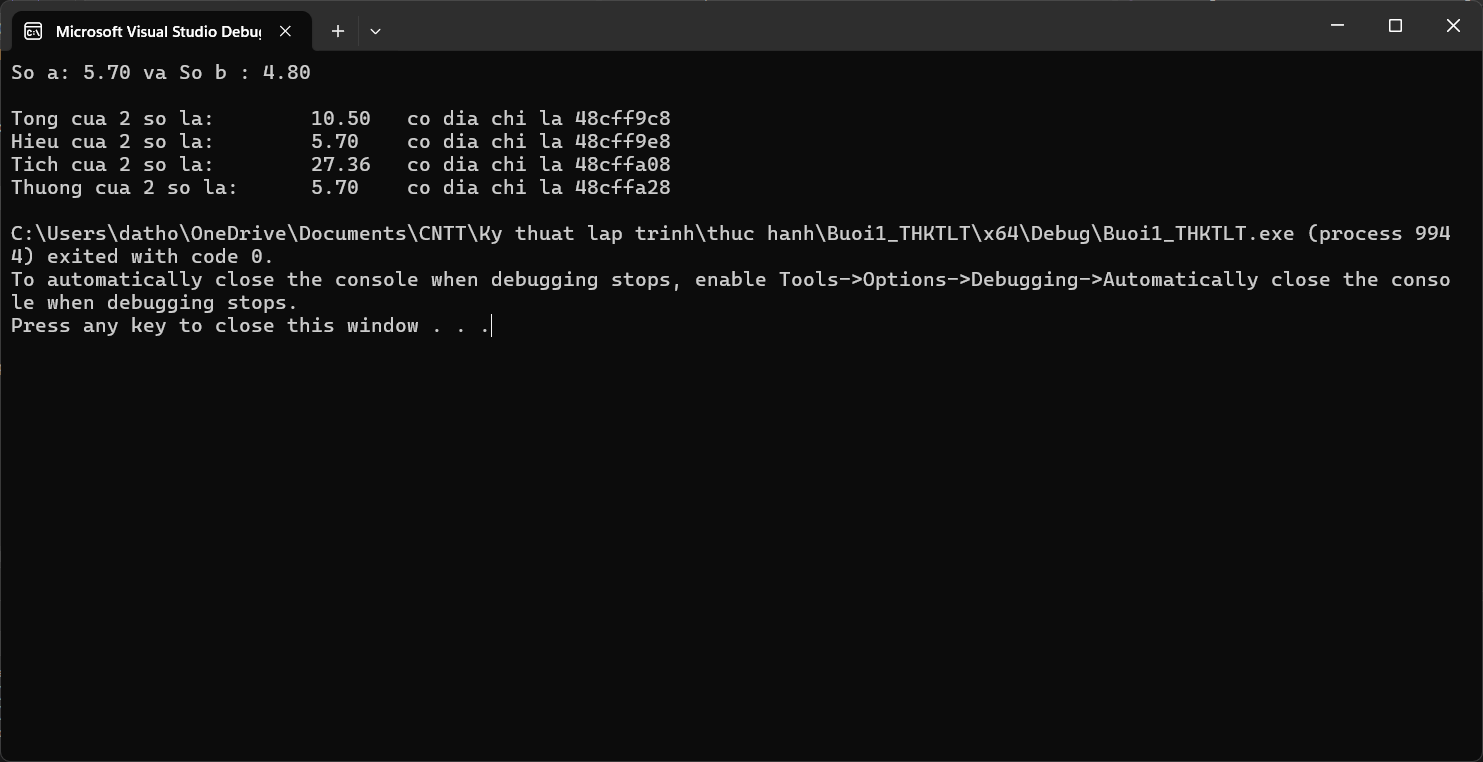 Microsoft Visual Studio Debu
So a: 5.70 va So b : 4.80
Tong cua 2 so la:        10.50   co dia chi la 48cff9c8
Hieu cua 2 so la:        5.70    co dia chi la 48cff9e8
Tich cua 2 so la:        27.36   co dia chi la 48cffa08
Thuong cua 2 so la:      5.70    co dia chi la 48cffa28
C:\Users\datho\OneDrive\Documents\CNTT\Ky thuat lap trinh\thuc hanh\Buoi1_THKTLT\x64\Debug\Buoi1_THKTLT.exe (process 994
4) exited with code 0.
To automatically close the console when debugging stops, enable Tools->Options->Debugging->Automatically close the conso
le when debugging stops.
Press any key to close this window . . .